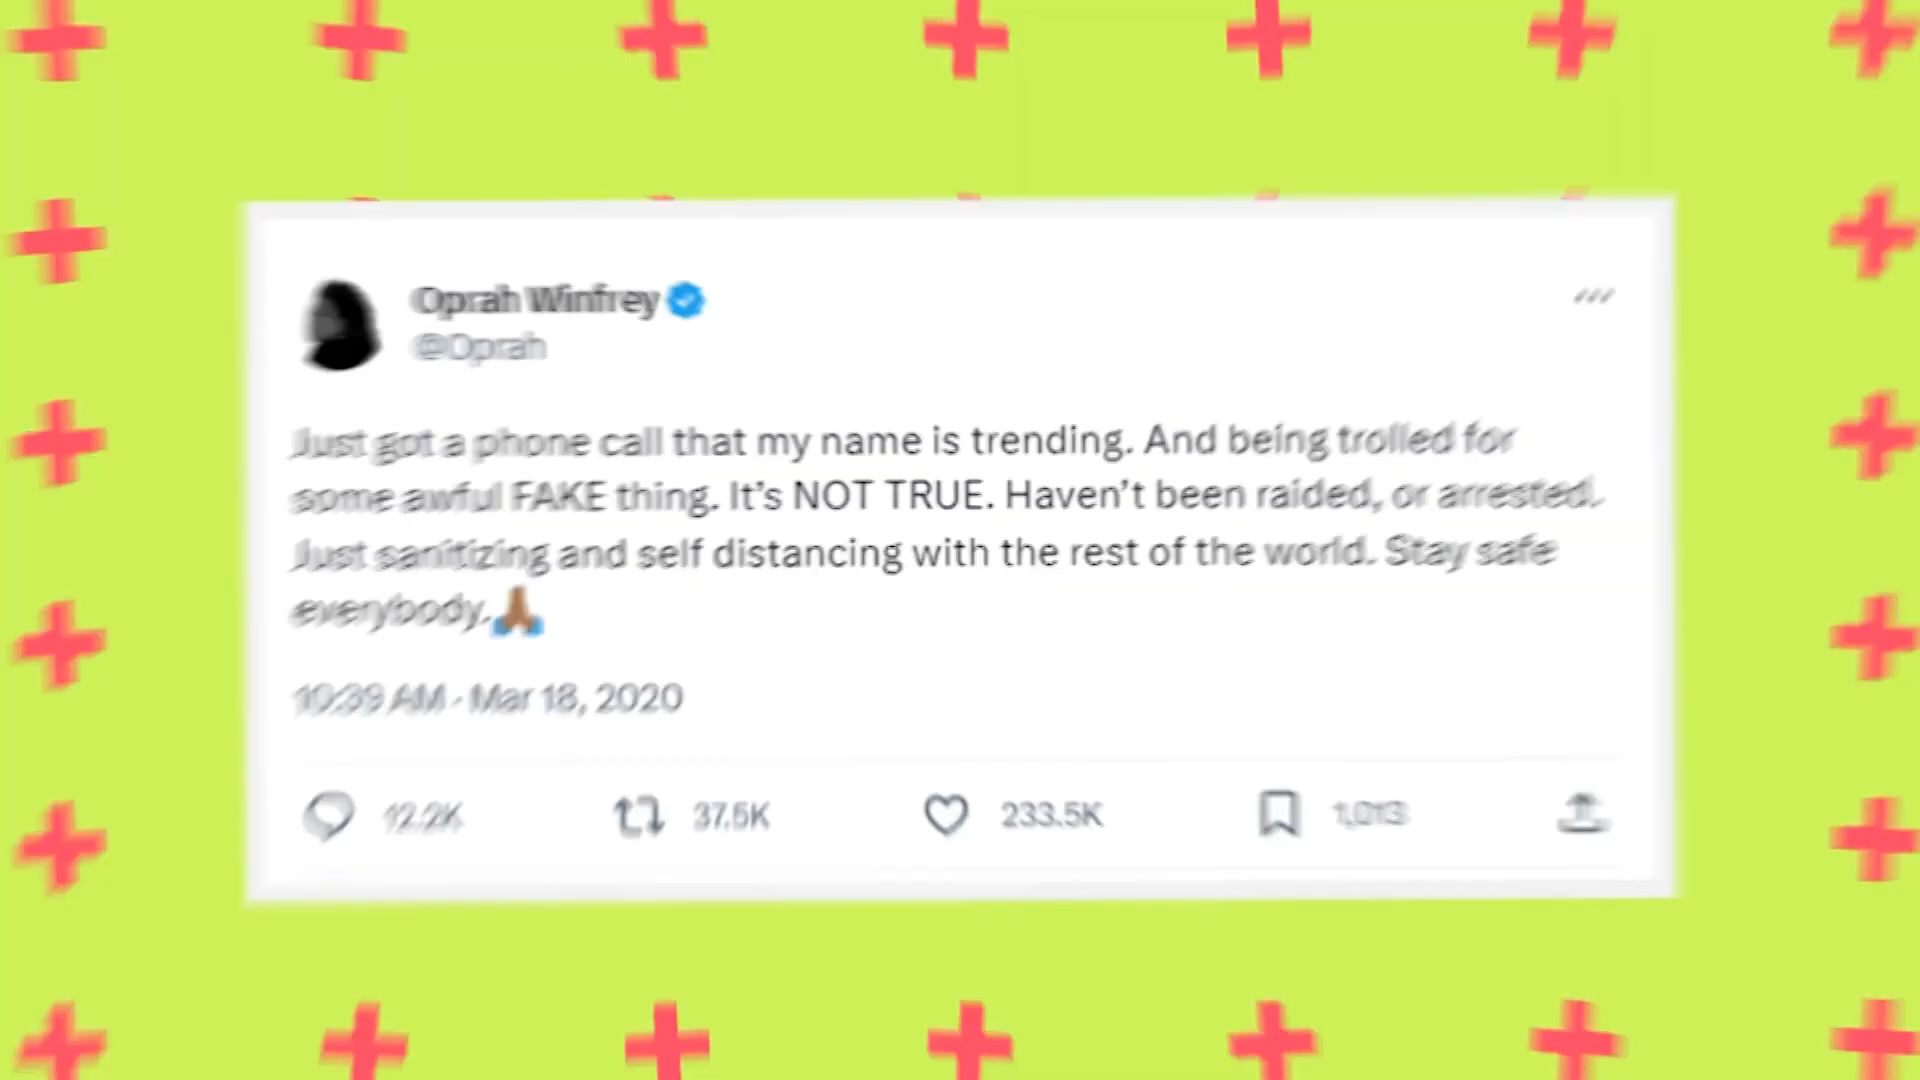 Oprah Winfrey
@Oprah
Just got a phone call that my name is trending. And being trolled for
some awful FAKE thing. It's NOT TRUE. Haven't been raided, or arrested.
Just sanitizing and self distancing with the rest of the world. Stay safe
everybody.🙏🏾
10:39 AM · Mar 18, 2020
12.2K 37.5K 233.5K 1,013